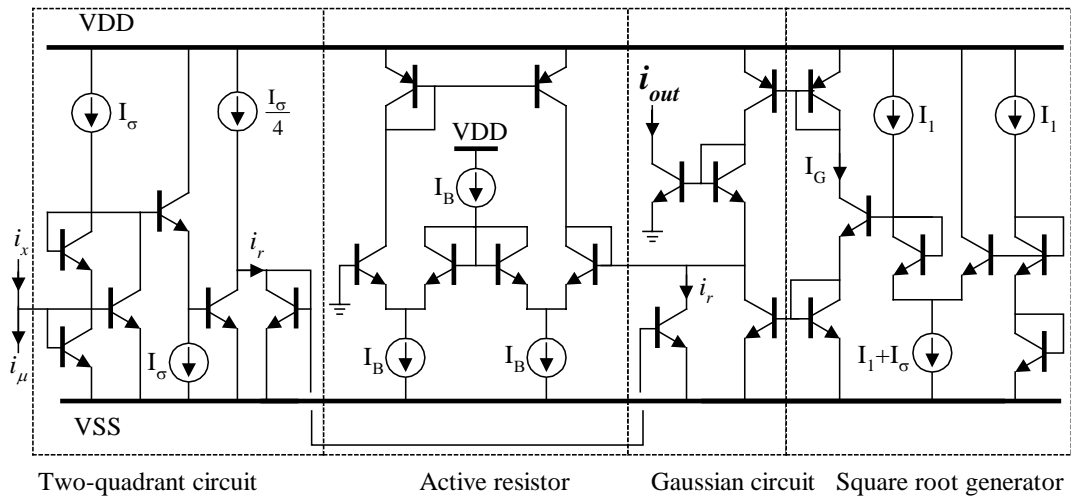 VDD
I_σ
I_σ/4
i_x
i_r
i_μ
I_σ
VSS
VDD
I_B
I_B
I_B
i_out
i_r
I_G
I_1
I_1
I_1+I_σ
Two-quadrant circuit
Active resistor
Gaussian circuit
Square root generator